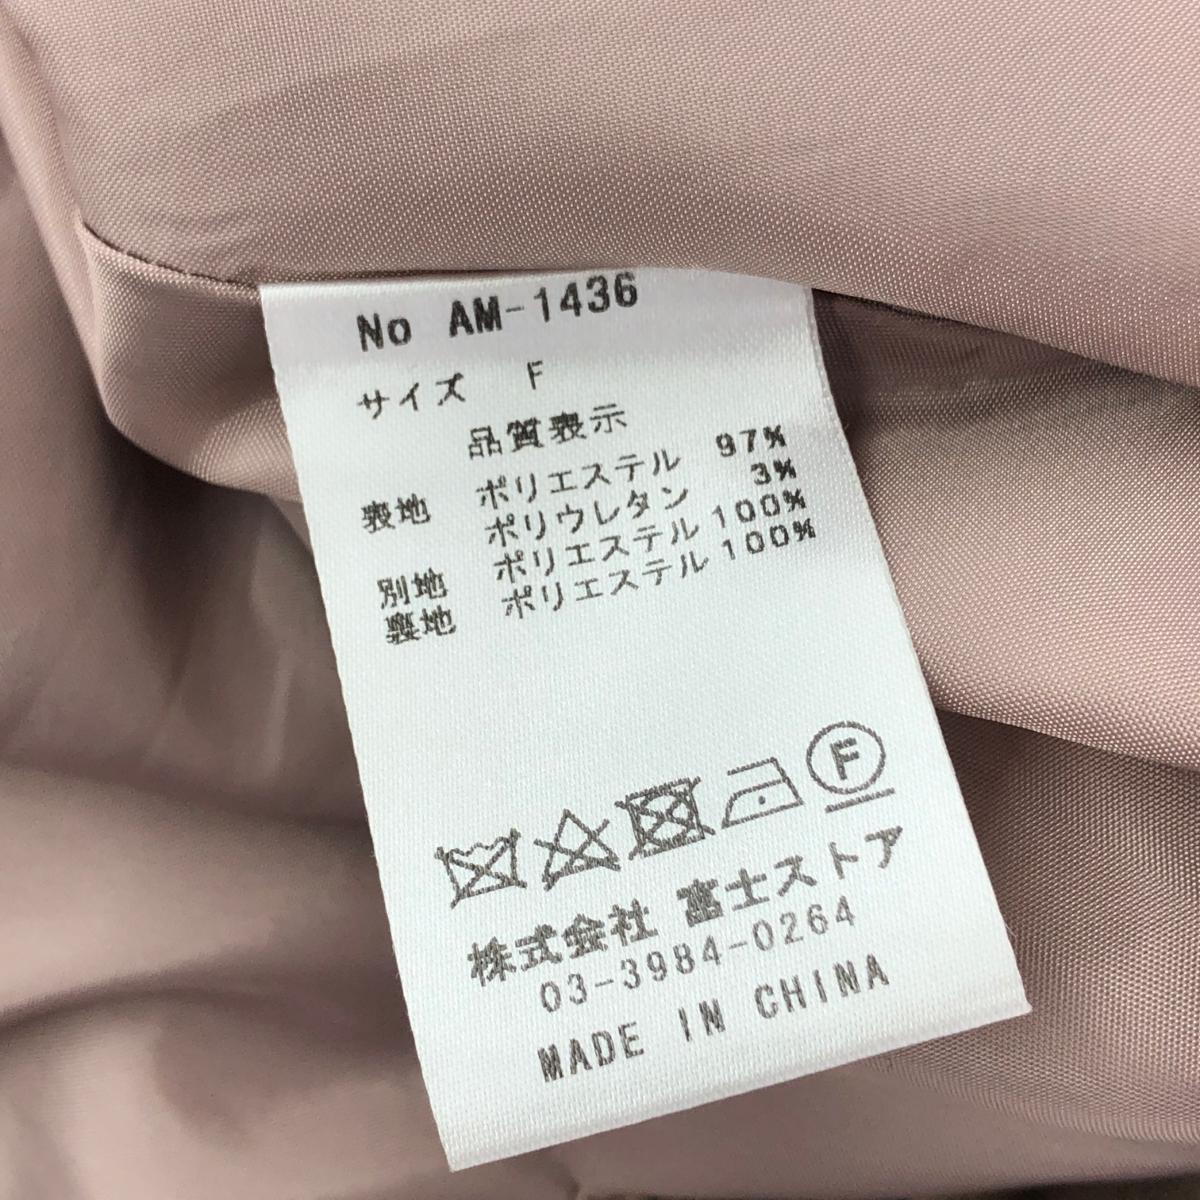 No AM-1436
サイズ F
品質表示
表地 ポリエステル 97%
ポリウレタン 3%
別地 ポリエステル 100%
裏地 ポリエステル 100%
F
株式会社 富士ストア
03-3984-0264
MADE IN CHINA